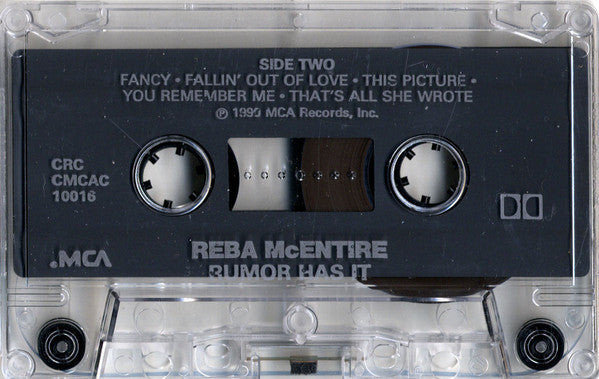 SIDE TWO
FANCY • FALLIN' OUT OF LOVE • THIS PICTURE •
YOU REMEMBER ME • THAT'S ALL SHE WROTE
℗ 1990 MCA Records, Inc.
CRC
CMCAC
10016
.MCA
REBA McENTIRE
RUMOR HAS IT